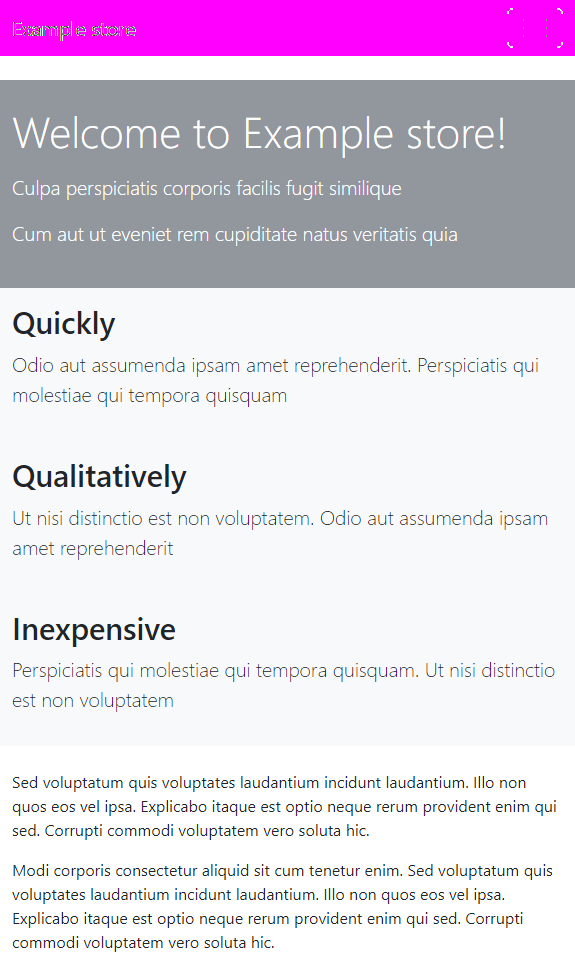 Example store
Welcome to Example store!
Culpa perspiciatis corporis facilis fugit similique
Cum aut ut eveniet rem cupiditate natus veritatis quia
Quickly
Odio aut assumenda ipsam amet reprehenderit. Perspiciatis qui
molestiae qui tempora quisquam
Qualitatively
Ut nisi distinctio est non voluptatem. Odio aut assumenda ipsam
amet reprehenderit
Inexpensive
Perspiciatis qui molestiae qui tempora quisquam. Ut nisi distinctio
est non voluptatem
Sed voluptatum quis voluptates laudantium incidunt laudantium. Illo non
quos eos vel ipsa. Explicabo itaque est optio neque rerum provident enim qui
sed. Corrupti commodi voluptatem vero soluta hic.
Modi corporis consectetur aliquid sit cum tenetur enim. Sed voluptatum quis
voluptates laudantium incidunt laudantium. Illo non quos eos vel ipsa.
Explicabo itaque est optio neque rerum provident enim qui sed. Corrupti
commodi voluptatem vero soluta hic.